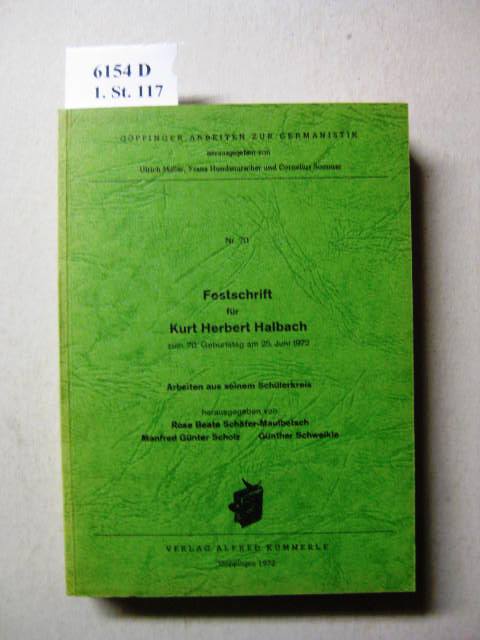 6154 D
1. St. 117
GÖPPINGER ARBEITEN ZUR GERMANISTIK
herausgegeben von
Ulrich Müller, Franz Hundsnurscher und Cornelius Sommer
Nr. 70
Festschrift
für
Kurt Herbert Halbach
zum 70. Geburtstag am 25. Juni 1972
Arbeiten aus seinem Schülerkreis
herausgegeben von
Rose Beate Schäfer-Maulbetsch
Manfred Günter Scholz Günther Schweikle
VERLAG ALFRED KÜMMERLE
Göppingen 1972